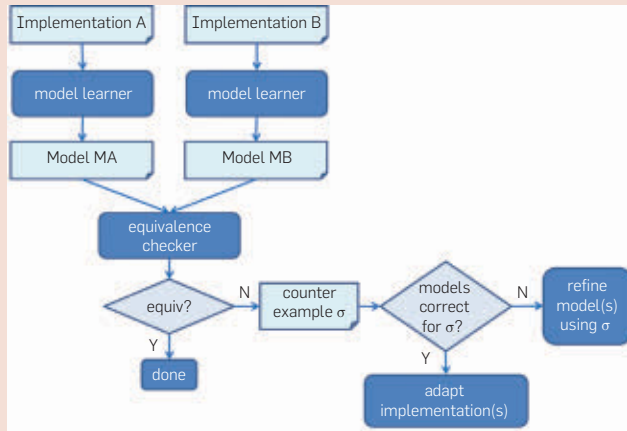 Implementation A
Implementation B
model learner
model learner
Model MA
Model MB
equivalence
checker
equiv?
N
counter
example σ
models
correct
for σ?
N
refine
model(s)
using σ
Y
done
Y
adapt
implementation(s)